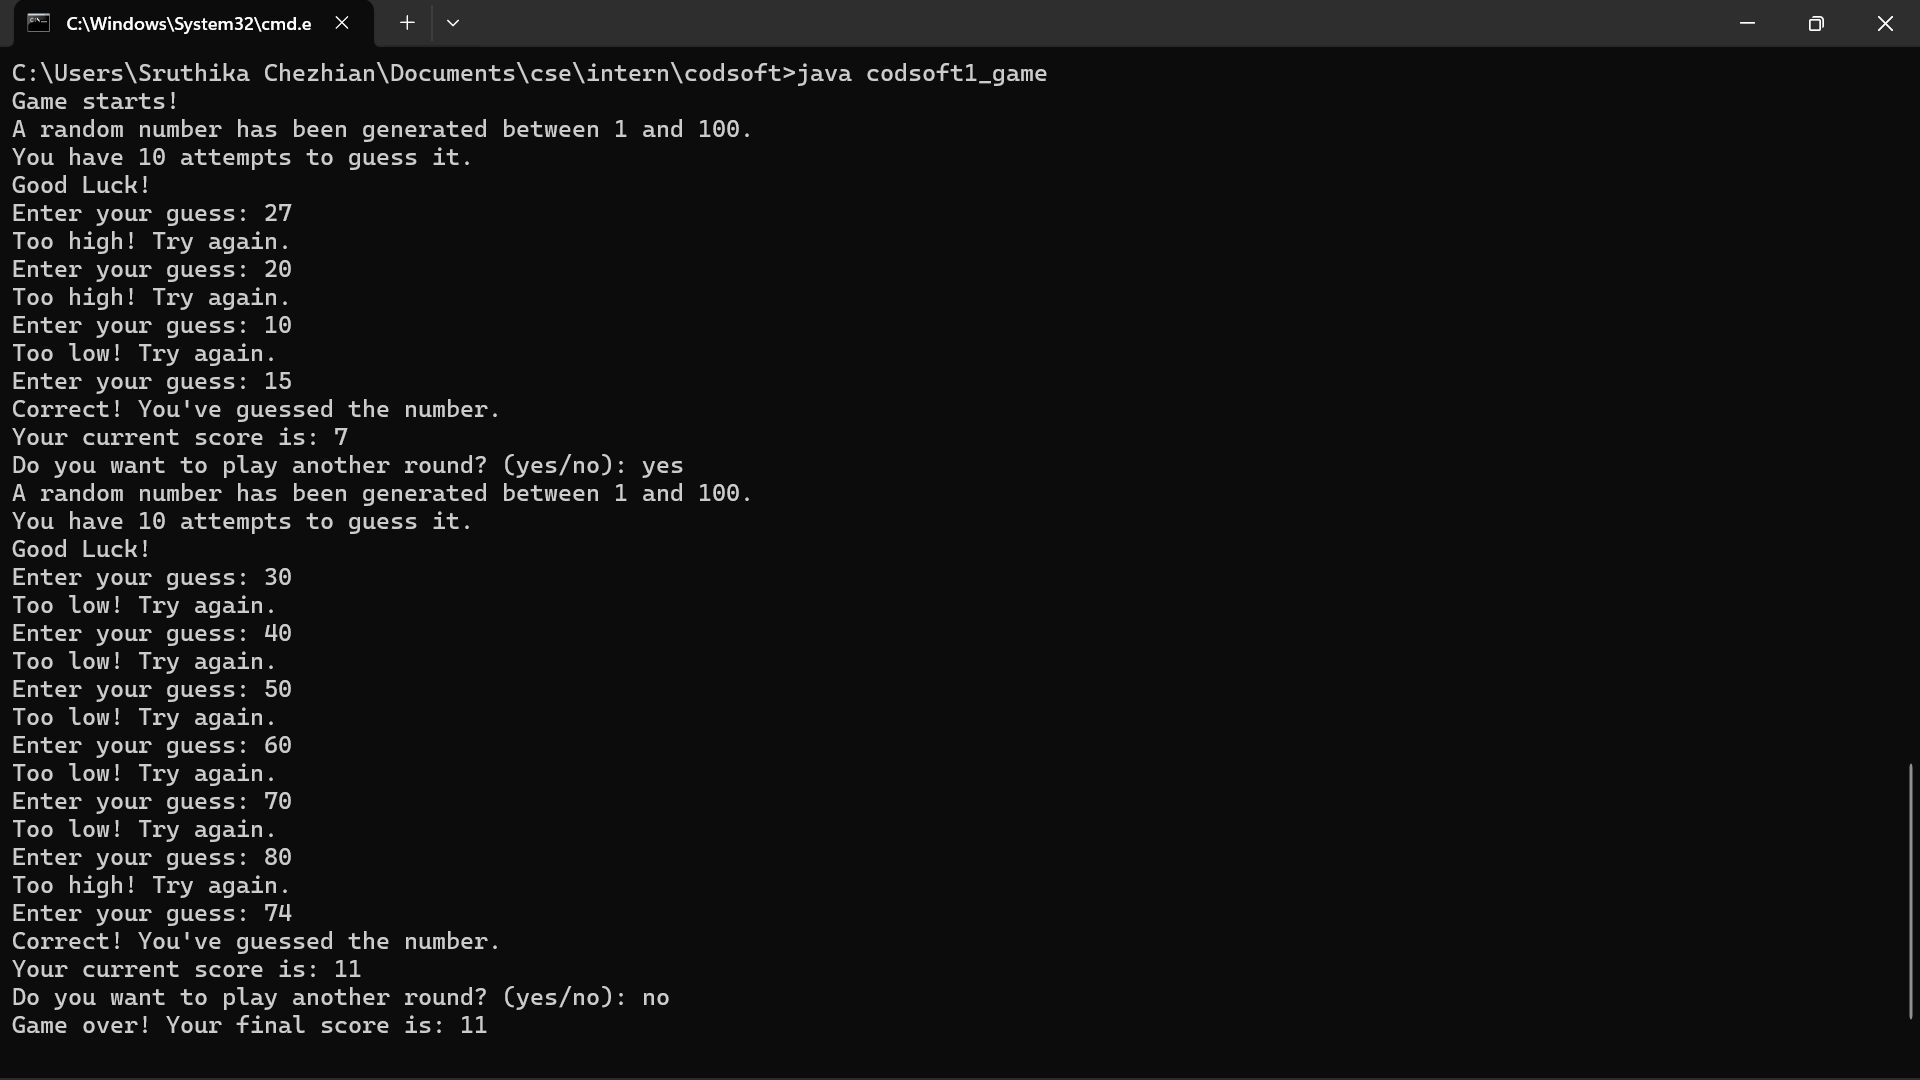 C:\Windows\System32\cmd.e
C:\Users\Sruthika Chezhian\Documents\cse\intern\codsoft>java codsoft1_game
Game starts!
A random number has been generated between 1 and 100.
You have 10 attempts to guess it.
Good Luck!
Enter your guess: 27
Too high! Try again.
Enter your guess: 20
Too high! Try again.
Enter your guess: 10
Too low! Try again.
Enter your guess: 15
Correct! You've guessed the number.
Your current score is: 7
Do you want to play another round? (yes/no): yes
A random number has been generated between 1 and 100.
You have 10 attempts to guess it.
Good Luck!
Enter your guess: 30
Too low! Try again.
Enter your guess: 40
Too low! Try again.
Enter your guess: 50
Too low! Try again.
Enter your guess: 60
Too low! Try again.
Enter your guess: 70
Too low! Try again.
Enter your guess: 80
Too high! Try again.
Enter your guess: 74
Correct! You've guessed the number.
Your current score is: 11
Do you want to play another round? (yes/no): no
Game over! Your final score is: 11